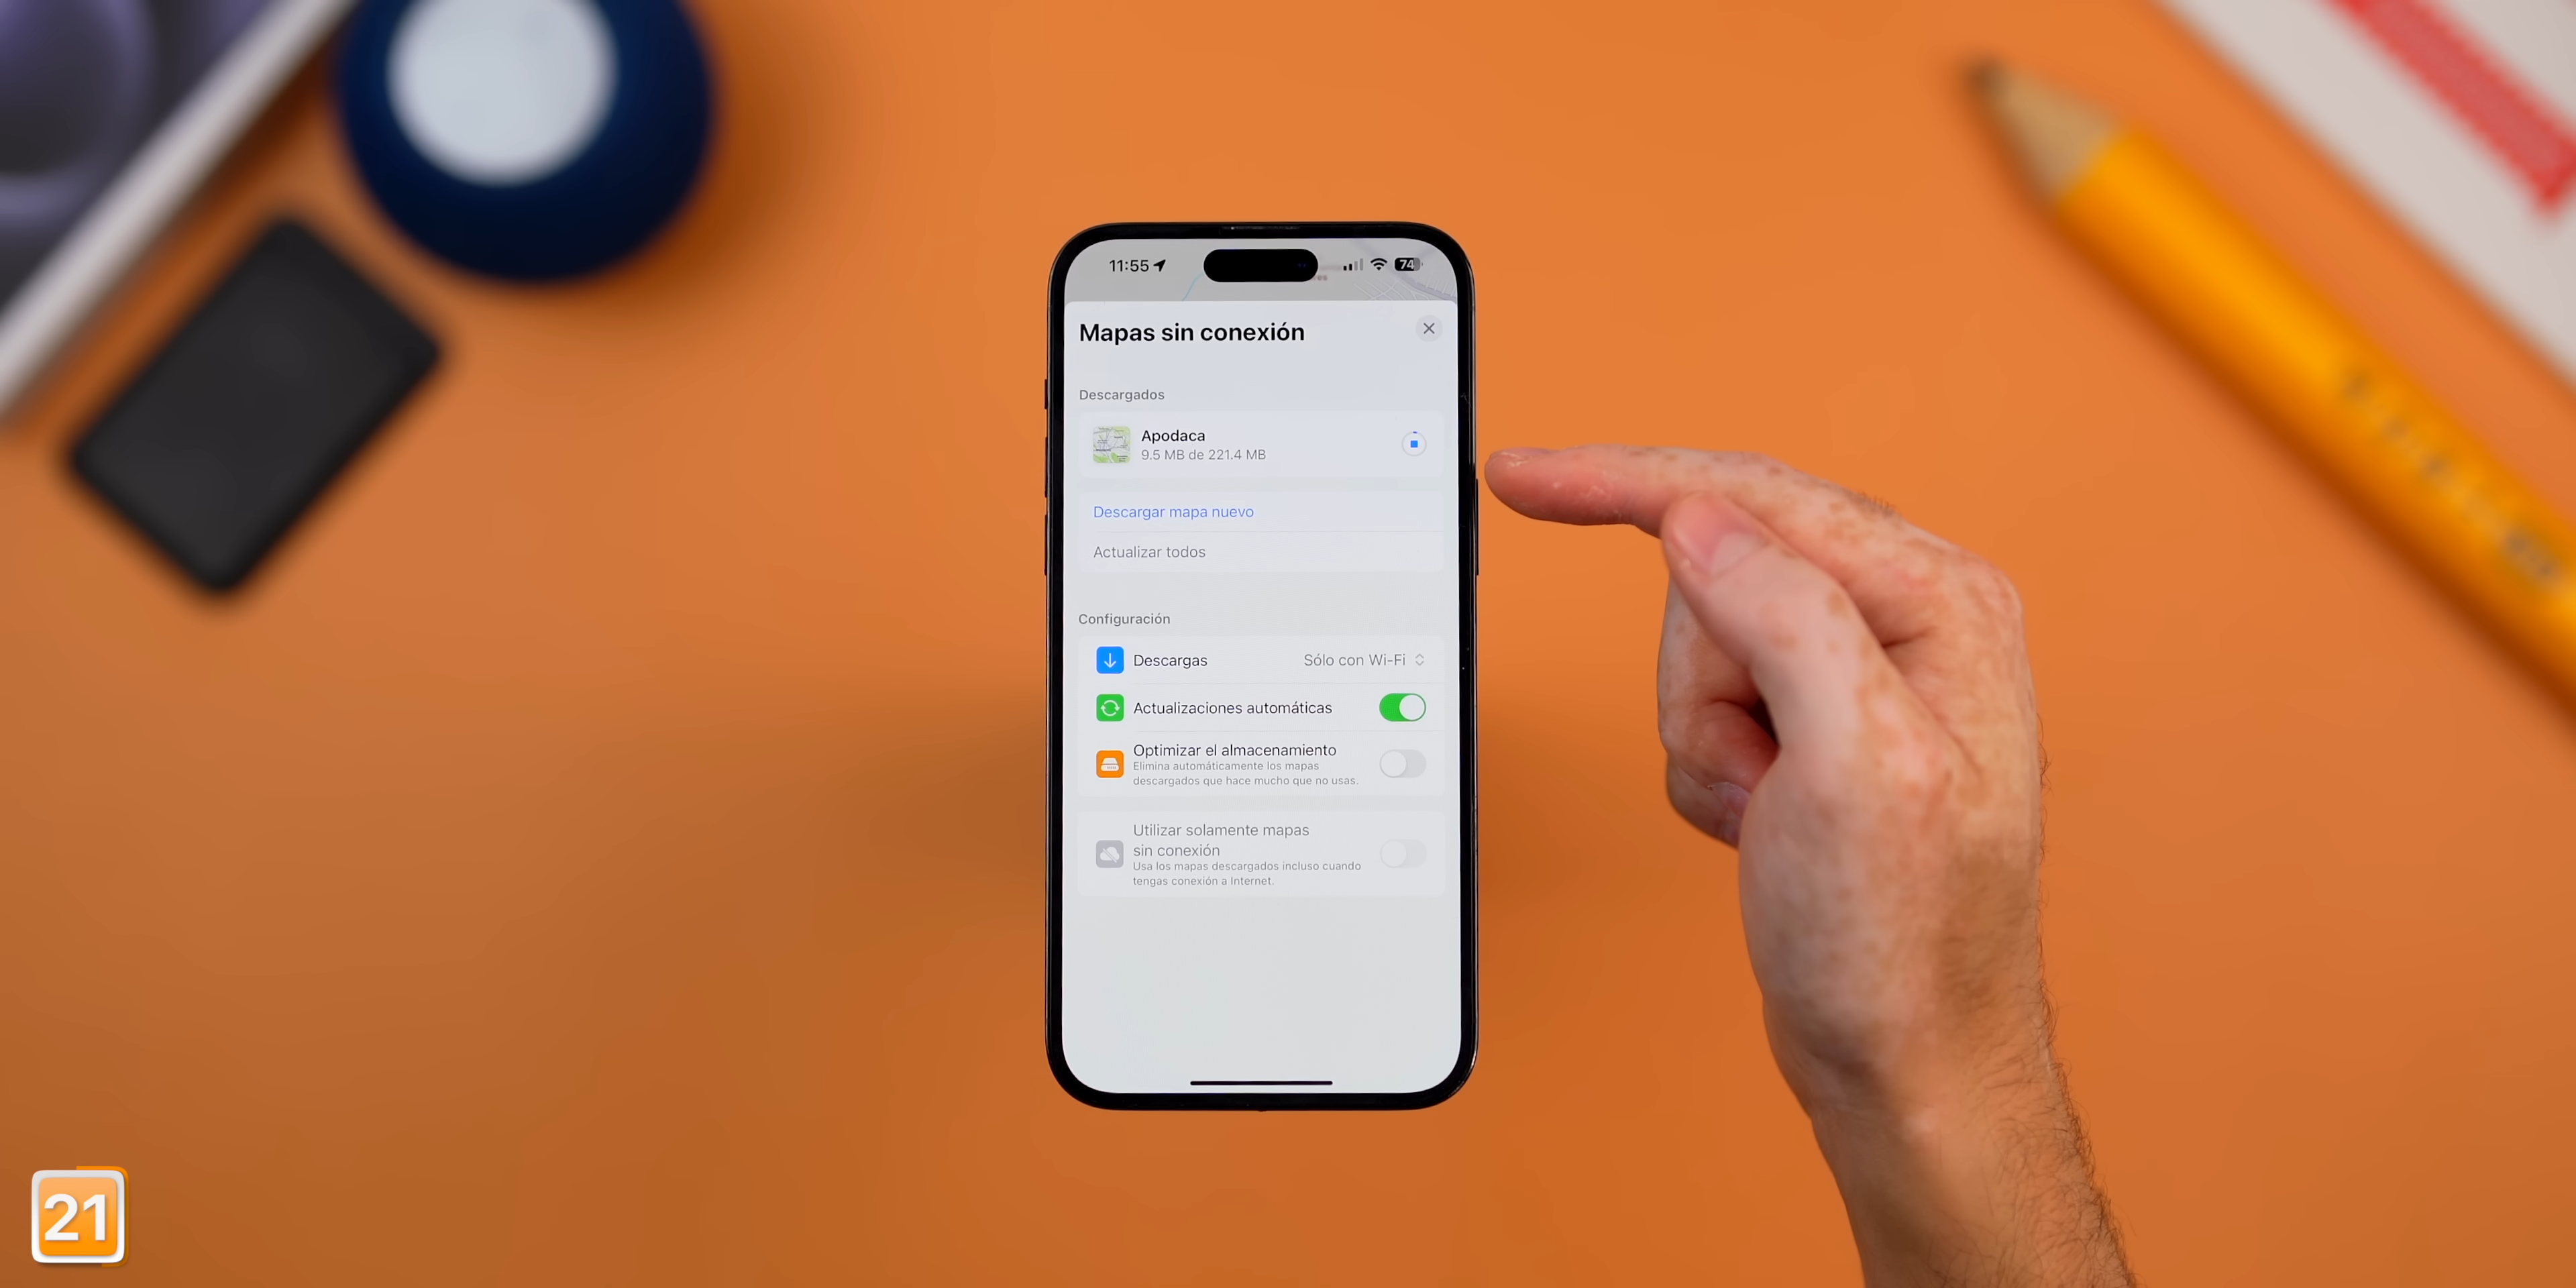 11:55
74
Mapas sin conexión
Descargados
Apodaca
9.5 MB de 221.4 MB
Descargar mapa nuevo
Actualizar todos
Configuración
Descargas Sólo con Wi-Fi
Actualizaciones automáticas
Optimizar el almacenamiento
Elimina automáticamente los mapas
descargados que hace mucho que no usas.
Utilizar solamente mapas
sin conexión
Usa los mapas descargados incluso cuando
tengas conexión a Internet.
21